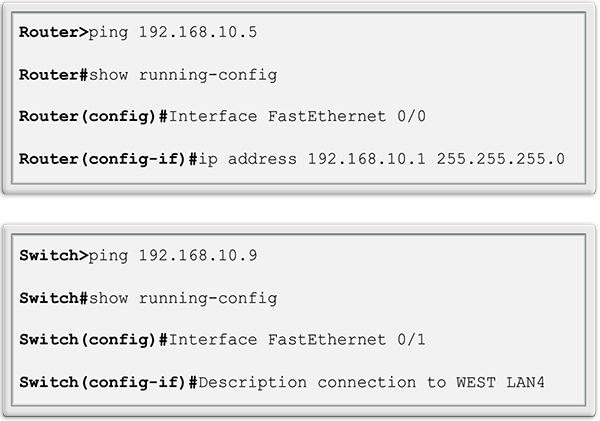 Router>ping 192.168.10.5
Router#show running-config
Router(config)#Interface FastEthernet 0/0
Router(config-if)#ip address 192.168.10.1 255.255.255.0
Switch>ping 192.168.10.9
Switch#show running-config
Switch(config)#Interface FastEthernet 0/1
Switch(config-if)#Description connection to WEST LAN4